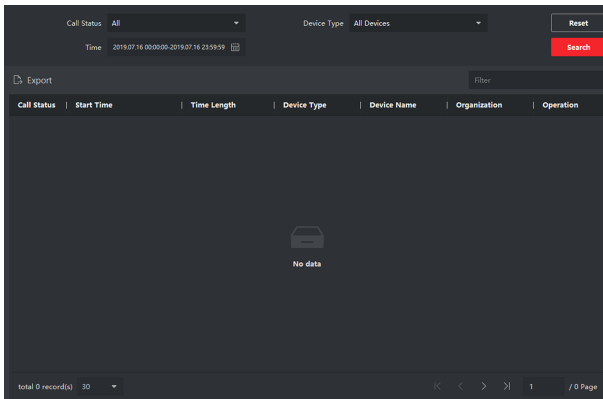 Call Status All Device Type All Devices Reset
Time 2019.07.16 00:00:00-2019.07.16 23:59:59 Search
Export Filter
Call Status | Start Time | Time Length | Device Type | Device Name | Organization | Operation
No data
total 0 record(s) 30 1 / 0 Page